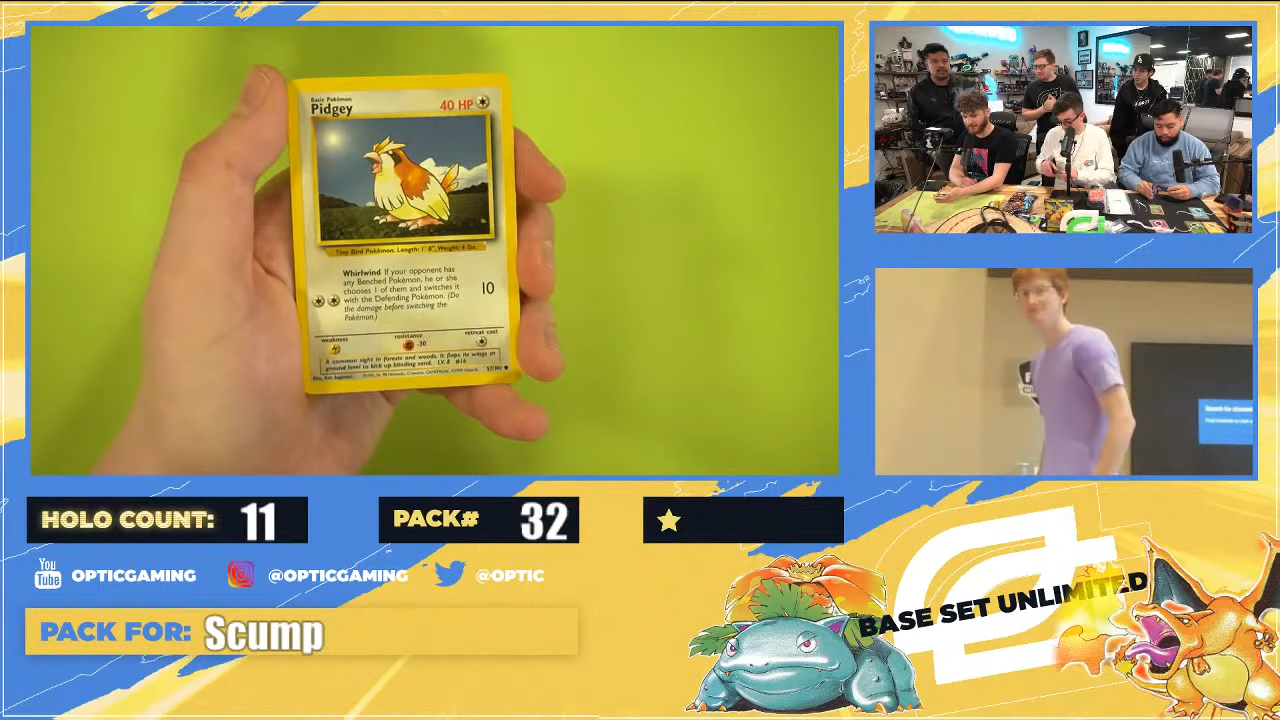 Basic Pokémon
Pidgey
40 HP
Tiny Bird Pokémon. Length: 1' 0", Weight: 4 lbs.
Whirlwind If your opponent has
any Benched Pokémon, he or she
chooses 1 of them and switches it
with the Defending Pokémon. (Do
the damage before switching the
Pokémon.)
10
weakness
resistance
retreat cost
-30
A common sight in forests and woods. It flaps its wings at
ground level to kick up blinding sand. LV. 8 #16
57/102
HOLO COUNT: 11
PACK# 32
You
Tube
OPTICGAMING
@OPTICGAMING
@OPTIC
PACK FOR: Scump
BASE SET UNLIMITED